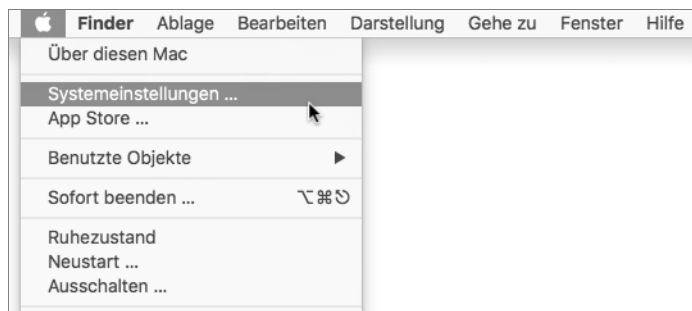 Finder Ablage Bearbeiten Darstellung Gehe zu Fenster Hilfe
Über diesen Mac
Systemeinstellungen ...
App Store ...
Benutzte Objekte ▶
Sofort beenden ... ⌥⌘⎋
Ruhezustand
Neustart ...
Ausschalten ...